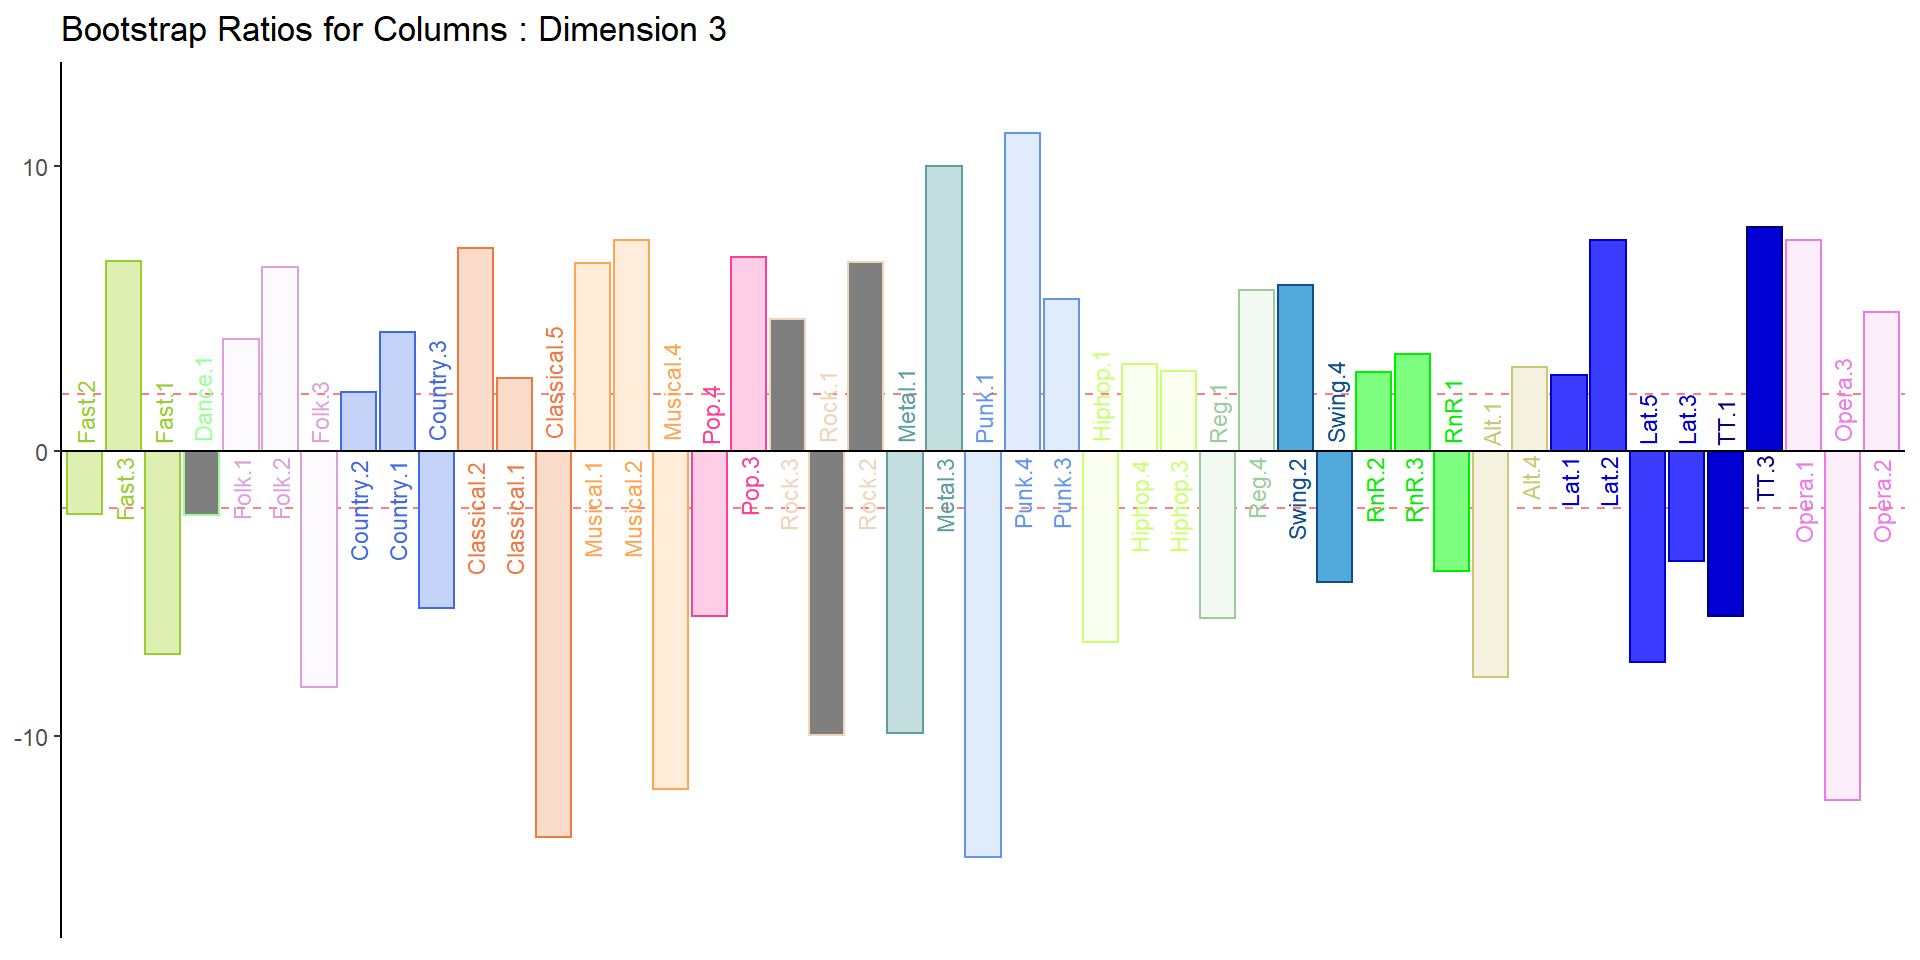 Bootstrap Ratios for Columns : Dimension 3
10
0
-10
Fast.2
Fast.3
Fast.1
Dance.1
Folk.1
Folk.2
Folk.3
Country.2
Country.1
Country.3
Classical.2
Classical.1
Classical.5
Musical.1
Musical.2
Musical.4
Pop.4
Pop.3
Rock.3
Rock.1
Rock.2
Metal.1
Metal.3
Punk.1
Punk.4
Punk.3
Hiphop.1
Hiphop.4
Hiphop.3
Reg.1
Reg.4
Swing.2
Swing.4
RnR.2
RnR.3
RnR.1
Alt.1
Alt.4
Lat.1
Lat.2
Lat.5
Lat.3
TT.1
TT.3
Opera.1
Opera.3
Opera.2